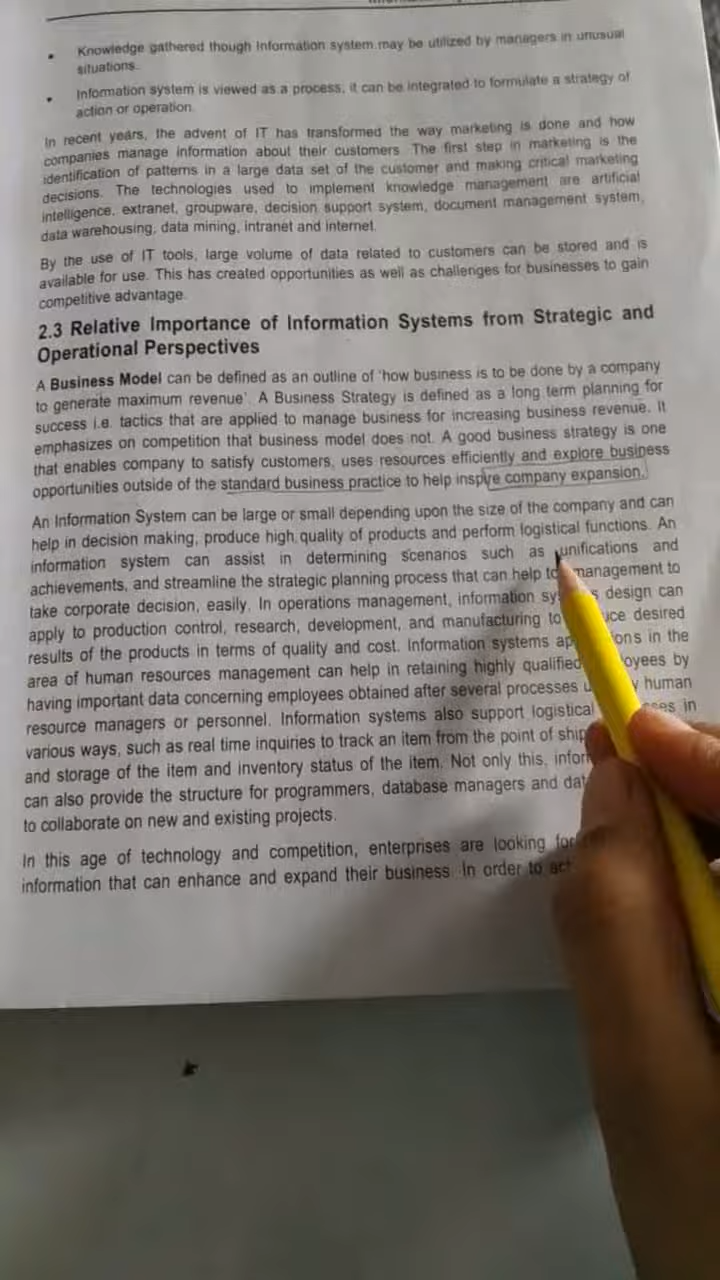 • Knowledge gathered though Information system may be utilized by managers in unusual
situations.
• Information system is viewed as a process, it can be integrated to formulate a strategy of
action or operation.
In recent years, the advent of IT has transformed the way marketing is done and how
companies manage information about their customers. The first step in marketing is the
identification of patterns in a large data set of the customer and making critical marketing
decisions. The technologies used to implement knowledge management are artificial
intelligence, extranet, groupware, decision support system, document management system,
data warehousing, data mining, intranet and internet.
By the use of IT tools, large volume of data related to customers can be stored and is
available for use. This has created opportunities as well as challenges for businesses to gain
competitive advantage.
2.3 Relative Importance of Information Systems from Strategic and
Operational Perspectives
A Business Model can be defined as an outline of 'how business is to be done by a company
to generate maximum revenue'. A Business Strategy is defined as a long term planning for
success i.e. tactics that are applied to manage business for increasing business revenue. It
emphasizes on competition that business model does not. A good business strategy is one
that enables company to satisfy customers, uses resources efficiently and explore business
opportunities outside of the standard business practice to help inspire company expansion.
An Information System can be large or small depending upon the size of the company and can
help in decision making, produce high quality of products and perform logistical functions. An
information system can assist in determining scenarios such as unifications and
achievements, and streamline the strategic planning process that can help to management to
take corporate decision, easily. In operations management, information design can
apply to production control, research, development, and manufacturing to desired
results of the products in terms of quality and cost. Information systems in the
area of human resources management can help in retaining highly qualified by
having important data concerning employees obtained after several processes human
resource managers or personnel. Information systems also support logistical in
various ways, such as real time inquiries to track an item from the point of
and storage of the item and inventory status of the item. Not only this,
can also provide the structure for programmers, database managers and
to collaborate on new and existing projects.
In this age of technology and competition, enterprises are looking
information that can enhance and expand their business. In order to